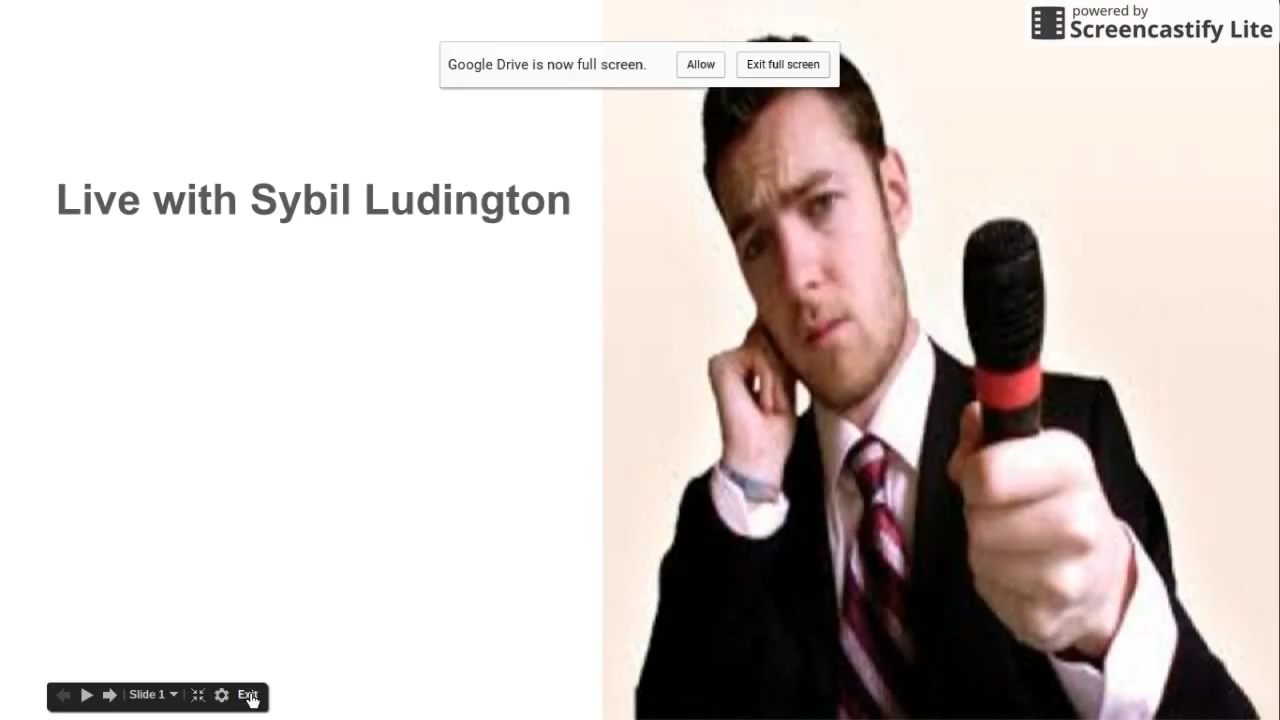 powered by
Screencastify Lite
Google Drive is now full screen. Allow Exit full screen
Live with Sybil Ludington
Slide 1 Exit